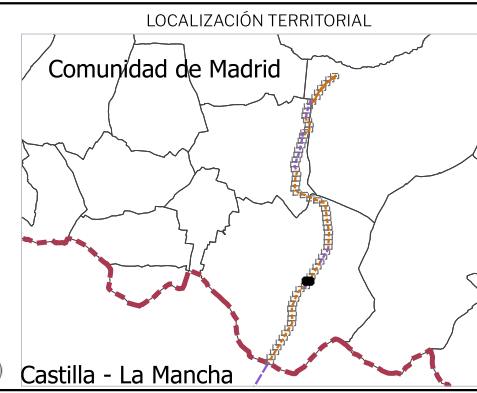 LOCALIZACIÓN TERRITORIAL
Comunidad de Madrid
Castilla - La Mancha